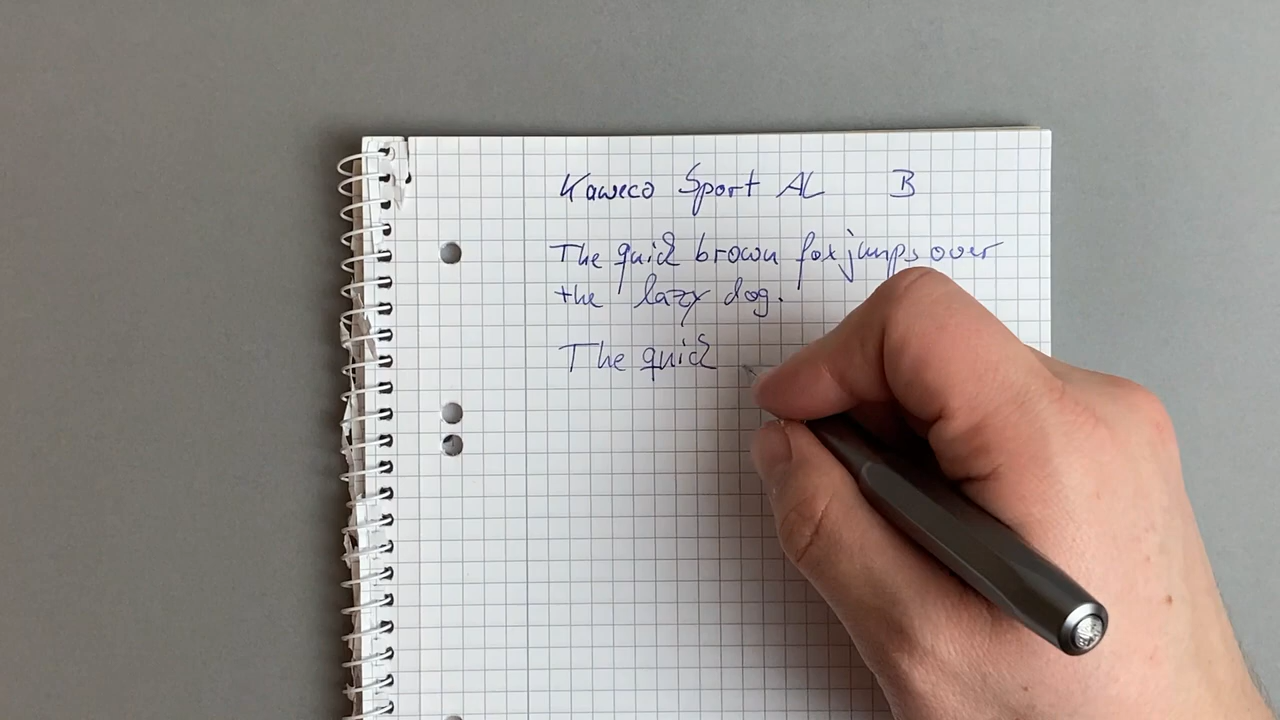 Kaweco Sport AL B
The quick brown fox jumps over
the lazy dog.
The quick